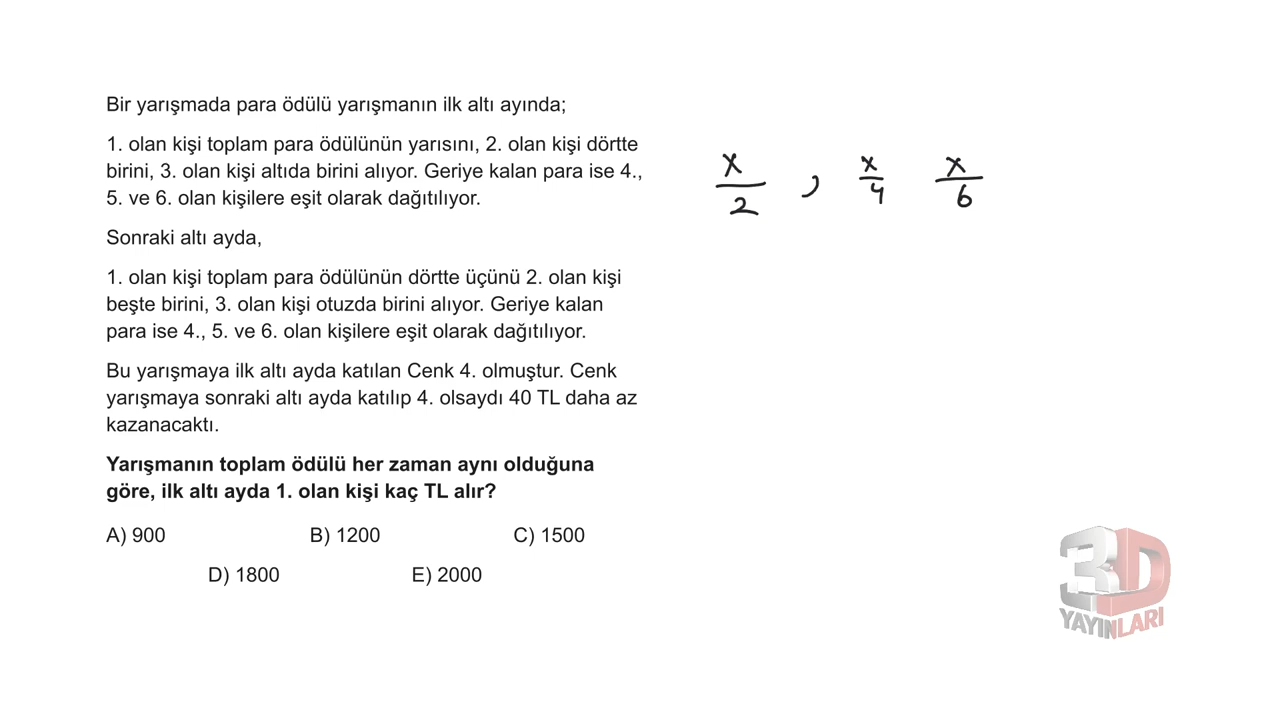 Bir yarışmada para ödülü yarışmanın ilk altı ayında;
1. olan kişi toplam para ödülünün yarısını, 2. olan kişi dörtte
birini, 3. olan kişi altıda birini alıyor. Geriye kalan para ise 4.,
5. ve 6. olan kişilere eşit olarak dağıtılıyor.
Sonraki altı ayda,
1. olan kişi toplam para ödülünün dörtte üçünü 2. olan kişi
beşte birini, 3. olan kişi otuzda birini alıyor. Geriye kalan
para ise 4., 5. ve 6. olan kişilere eşit olarak dağıtılıyor.
Bu yarışmaya ilk altı ayda katılan Cenk 4. olmuştur. Cenk
yarışmaya sonraki altı ayda katılıp 4. olsaydı 40 TL daha az
kazanacaktı.
Yarışmanın toplam ödülü her zaman aynı olduğuna
göre, ilk altı ayda 1. olan kişi kaç TL alır?
A) 900 B) 1200 C) 1500
D) 1800 E) 2000
x/2 , x/4 x/6
3D
YAYINLARI